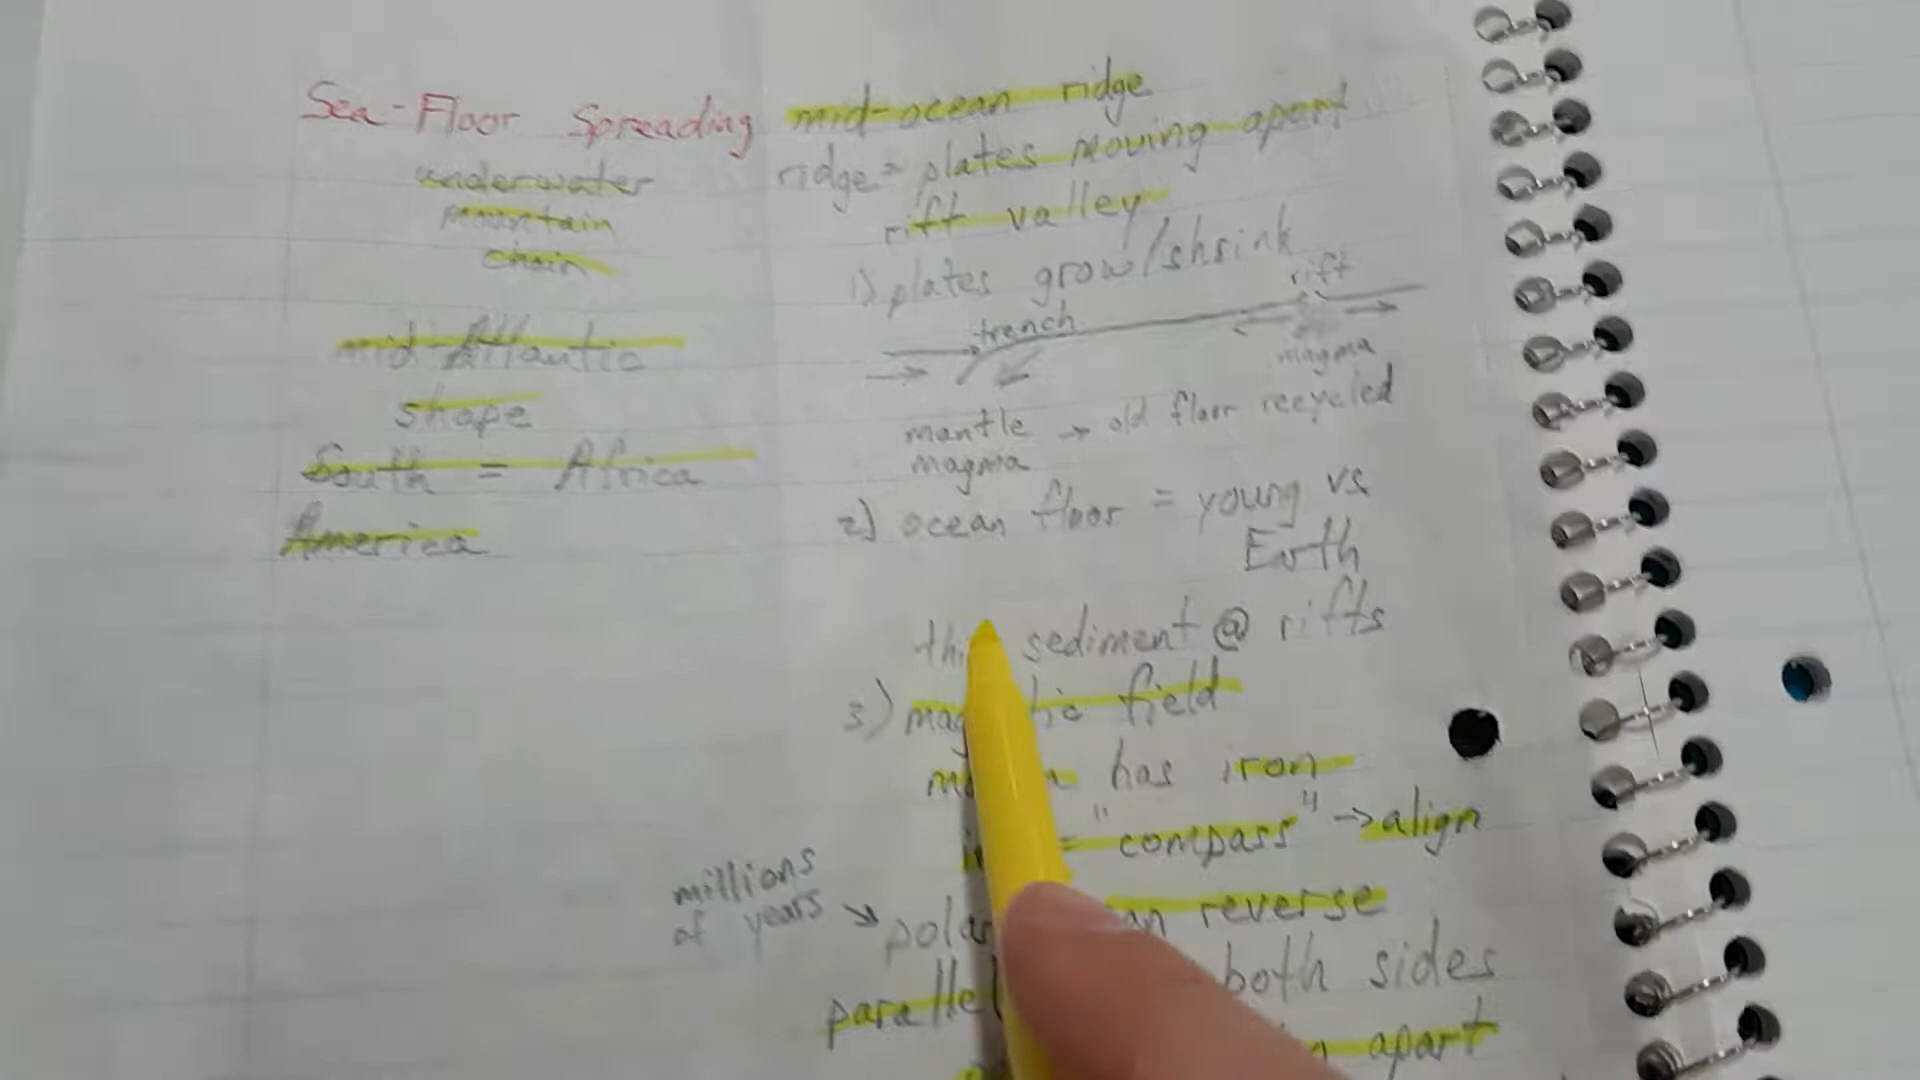 Sea-Floor Spreading
underwater
mountain
chain
mid-Atlantic
shape
South = Africa
America
mid-ocean ridge
ridge = plates moving apart
rift valley
1) plates grow/shrink
rift
trench
magma
mantle → old floor recycled
magma
2) ocean floor = young vs
Earth
sediment @ rifts
3) field
has iron
= "compass" → align
millions
of years ↘
reverse
parallel both sides
apart